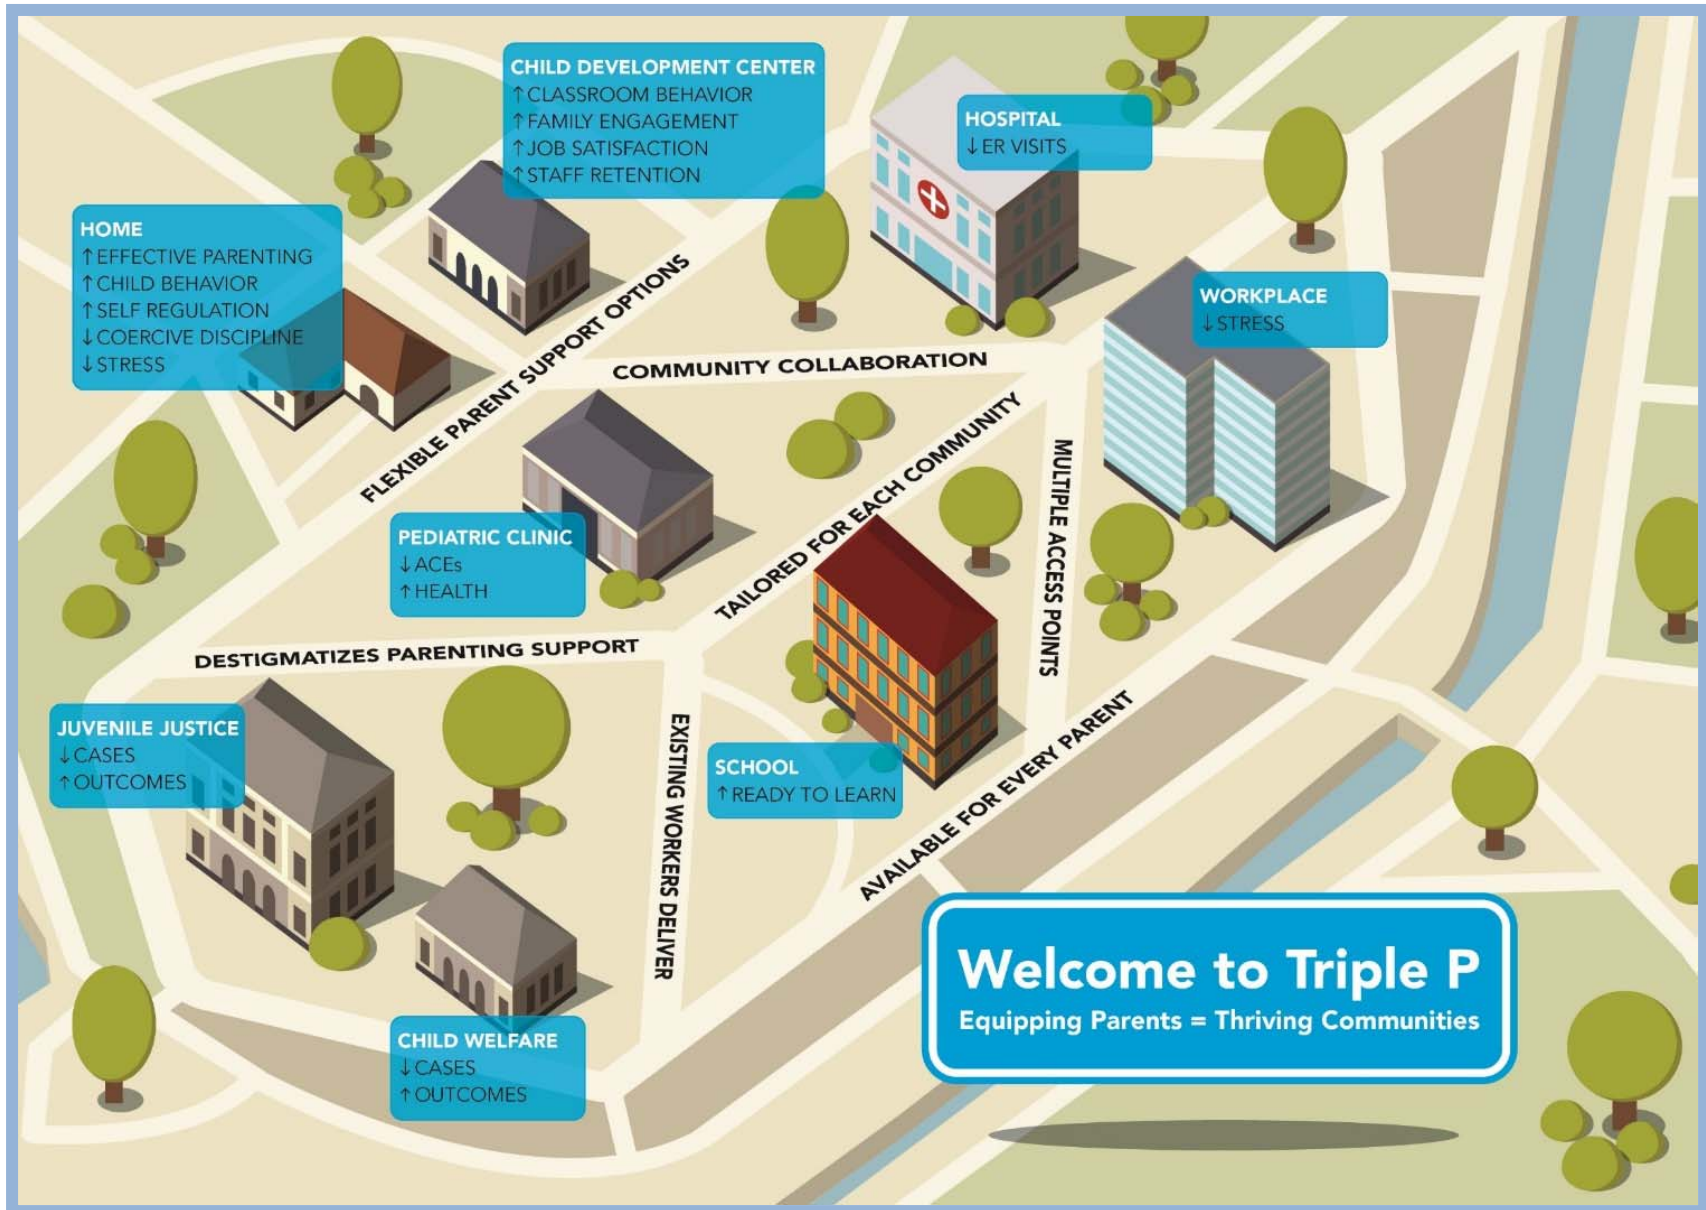 CHILD DEVELOPMENT CENTER
↑CLASSROOM BEHAVIOR
↑FAMILY ENGAGEMENT
↑JOB SATISFACTION
↑STAFF RETENTION
HOSPITAL
↓ER VISITS
HOME
↑EFFECTIVE PARENTING
↑CHILD BEHAVIOR
↑SELF REGULATION
↓COERCIVE DISCIPLINE
↓STRESS
WORKPLACE
↓STRESS
FLEXIBLE PARENT SUPPORT OPTIONS
COMMUNITY COLLABORATION
TAILORED FOR EACH COMMUNITY
MULTIPLE ACCESS POINTS
PEDIATRIC CLINIC
↓ACEs
↑HEALTH
DESTIGMATIZES PARENTING SUPPORT
JUVENILE JUSTICE
↓CASES
↑OUTCOMES
EXISTING WORKERS DELIVER
SCHOOL
↑READY TO LEARN
AVAILABLE FOR EVERY PARENT
CHILD WELFARE
↓CASES
↑OUTCOMES
Welcome to Triple P
Equipping Parents = Thriving Communities